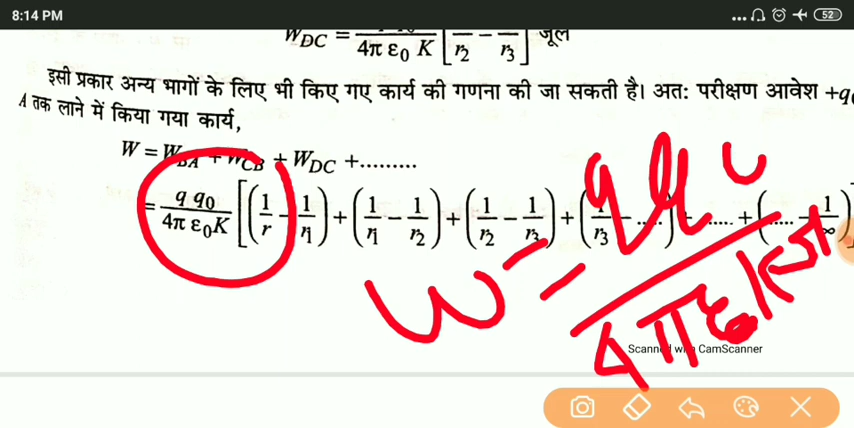 8:14 PM
52
W_DC = ――― / 4π ε₀ K [ 1/r₂ − 1/r₃ ] जूल
इसी प्रकार अन्य भागों के लिए भी किए गए कार्य की गणना की जा सकती है। अत: परीक्षण आवेश +q₀
A तक लाने में किया गया कार्य,
W = W_BA + W_CB + W_DC +.........
= q q₀ / 4π ε₀K [ (1/r − 1/r₁) + (1/r₁ − 1/r₂) + (1/r₂ − 1/r₃) + (1/r₃ − .....) + ...... + (..... − 1/∞) ]
W =
4π
Scanned with CamScanner